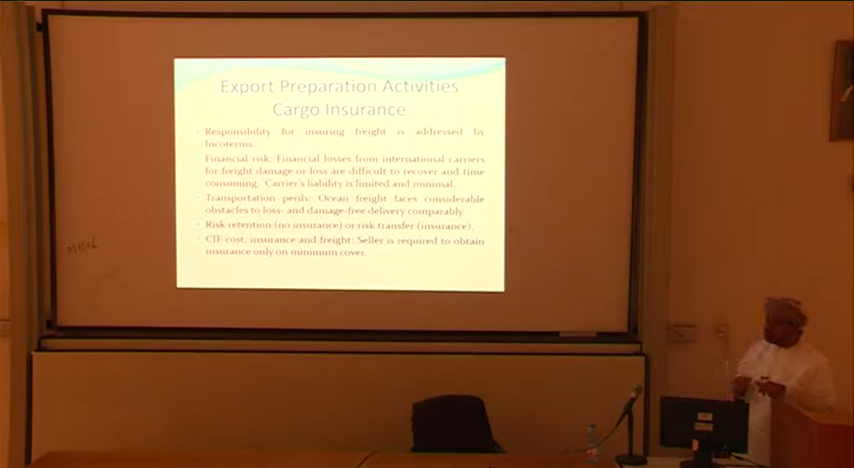 Export Preparation Activities
Cargo Insurance
Responsibility for insuring freight is addressed by
Incoterms.
Financial risk: Financial losses from international carriers
for freight damage or loss are difficult to recover and time
consuming. Carrier's liability is limited and minimal.
Transportation perils: Ocean freight faces considerable
obstacles to loss- and damage-free delivery comparably.
Risk retention (no insurance) or risk transfer (insurance).
CIF cost, insurance and freight: Seller is required to obtain
insurance only on minimum cover.